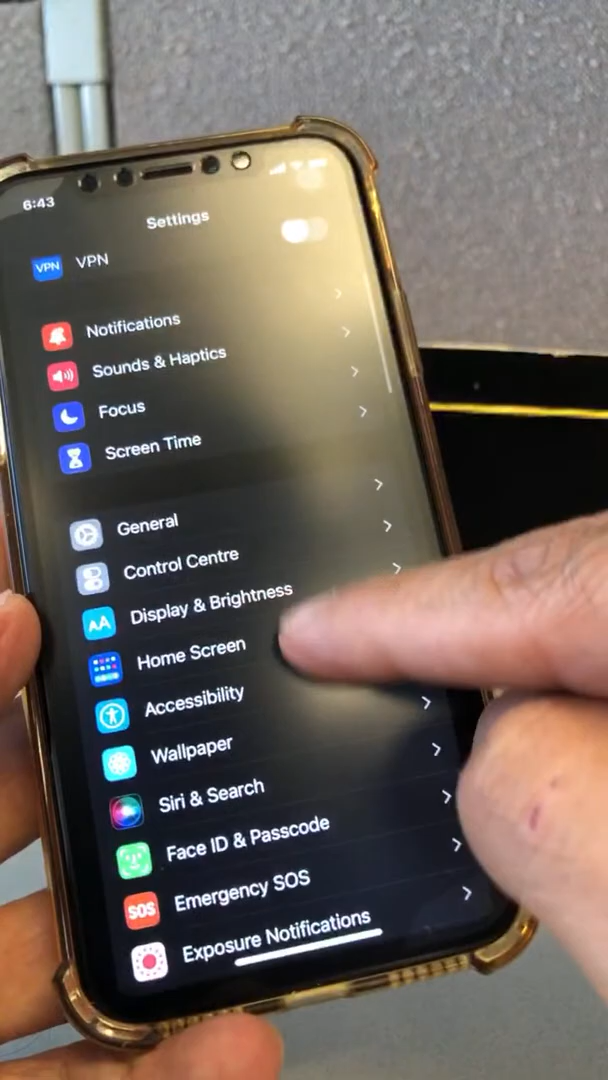 6:43
Settings
VPN VPN
Notifications
Sounds & Haptics
Focus
Screen Time
General
Control Centre
AA Display & Brightness
Home Screen
Accessibility
Wallpaper
Siri & Search
Face ID & Passcode
SOS Emergency SOS
Exposure Notifications